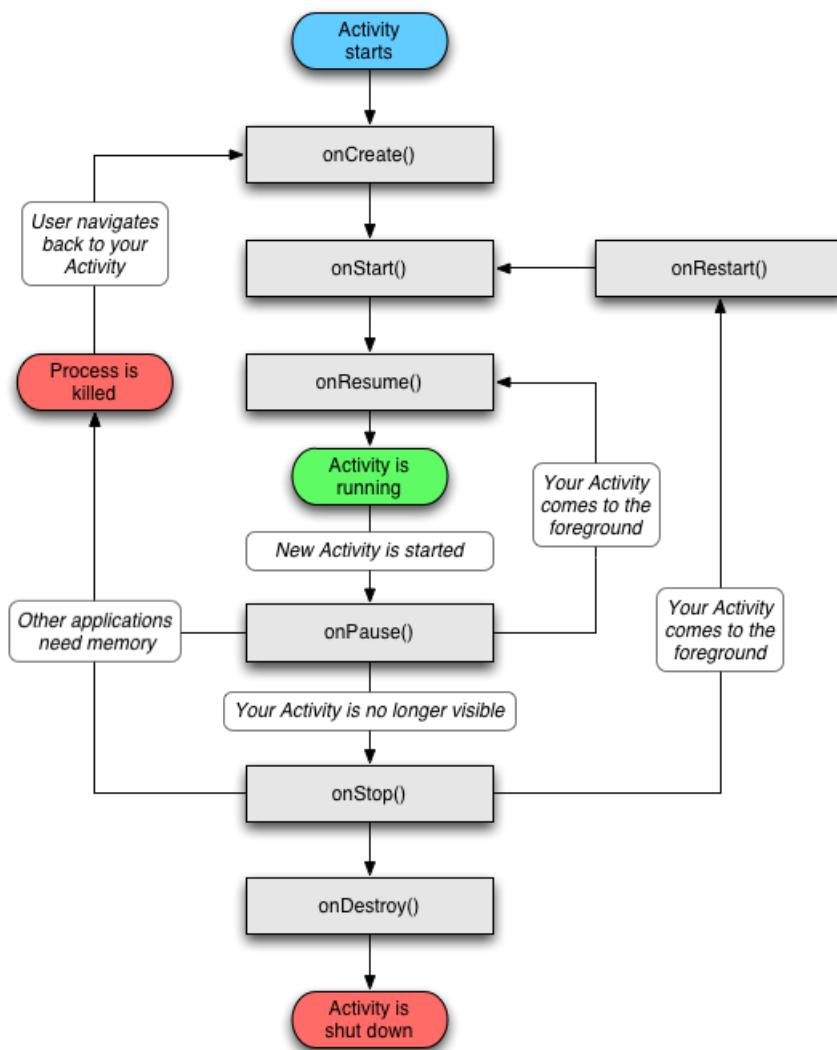 Activity
starts
onCreate()
User navigates
back to your
Activity
onStart()
onRestart()
Process is
killed
onResume()
Activity is
running
Your Activity
comes to the
foreground
New Activity is started
Other applications
need memory
onPause()
Your Activity
comes to the
foreground
Your Activity is no longer visible
onStop()
onDestroy()
Activity is
shut down